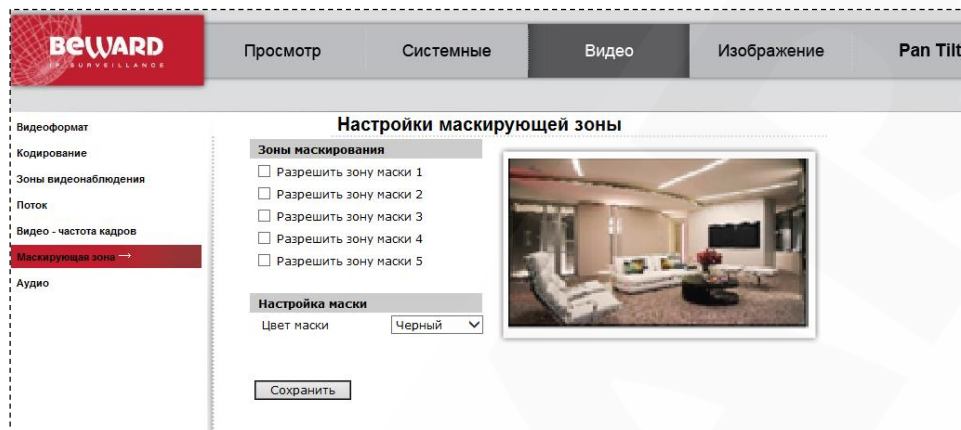 BEWARD
IP SURVEILLANCE
Просмотр
Системные
Видео
Изображение
Pan Tilt
Видеоформат
Кодирование
Зоны видеонаблюдения
Поток
Видео - частота кадров
Маскирующая зона →
Аудио
Настройки маскирующей зоны
Зоны маскирования
Разрешить зону маски 1
Разрешить зону маски 2
Разрешить зону маски 3
Разрешить зону маски 4
Разрешить зону маски 5
Настройка маски
Цвет маски Черный
Сохранить